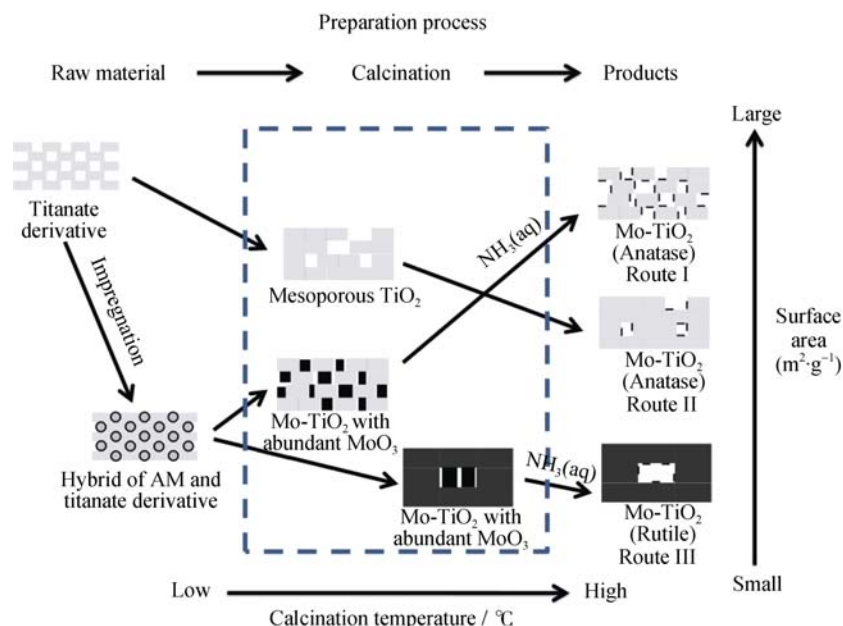 Preparation process
Raw material
Calcination
Products
Large
Titanate
derivative
Impregnation
Mesoporous TiO₂
NH₃(aq)
Mo-TiO₂
(Anatase)
Route I
Mo-TiO₂
(Anatase)
Route II
Surface
area
(m²·g⁻¹)
Mo-TiO₂ with
abundant MoO₃
Hybrid of AM and
titanate derivative
Mo-TiO₂ with
abundant MoO₃
NH₃(aq)
Mo-TiO₂
(Rutile)
Route III
Small
Low
High
Calcination temperature / ℃